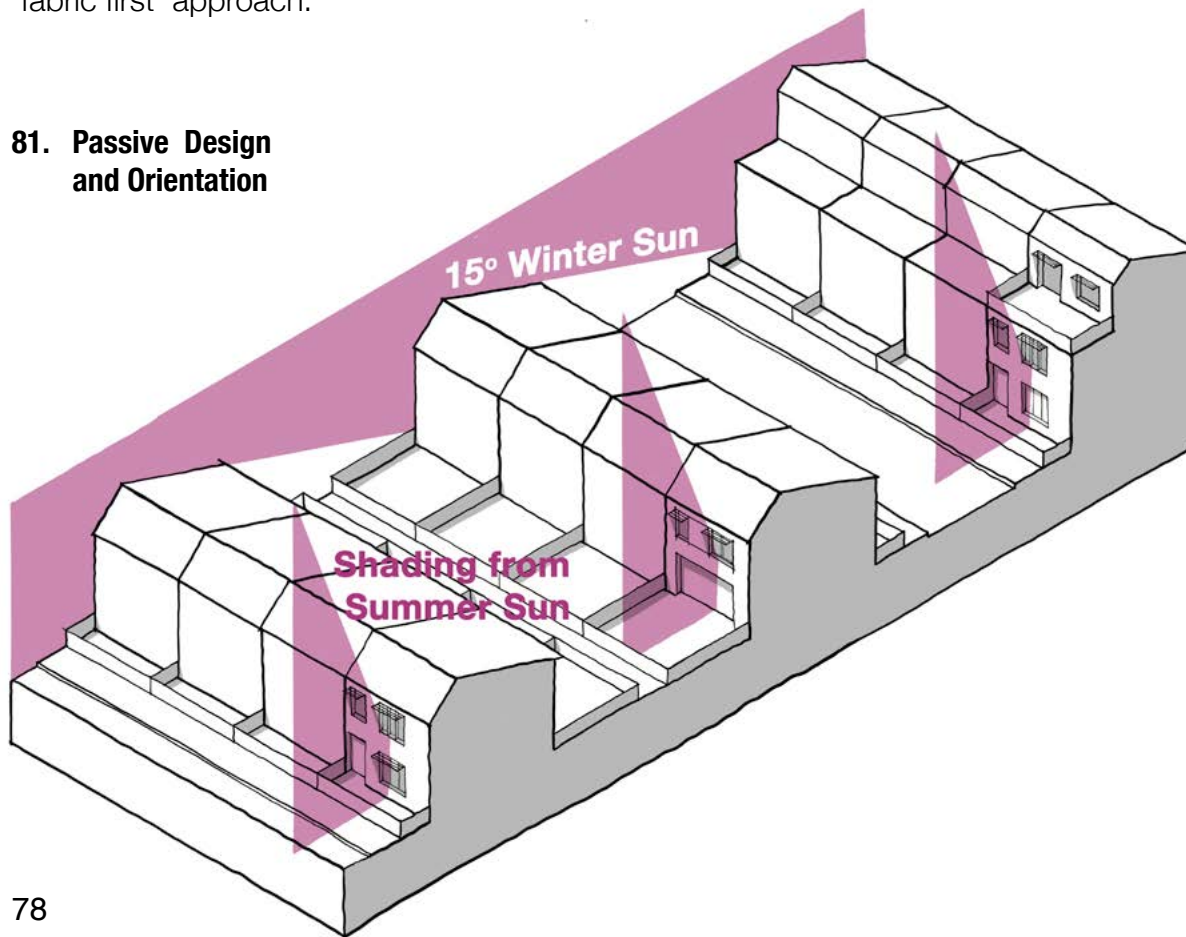 fabric first" approach.
81. Passive Design
and Orientation
15° Winter Sun
Shading from
Summer Sun
78